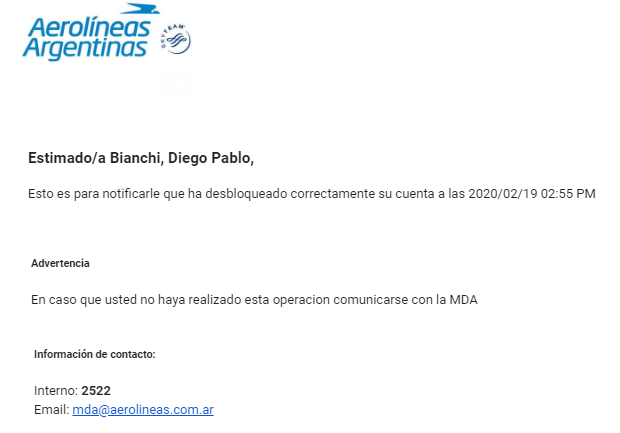 Aerolíneas
Argentinas
SKYTEAM
Estimado/a Bianchi, Diego Pablo,
Esto es para notificarle que ha desbloqueado correctamente su cuenta a las 2020/02/19 02:55 PM
Advertencia
En caso que usted no haya realizado esta operacion comunicarse con la MDA
Información de contacto:
Interno: 2522
Email: mda@aerolineas.com.ar